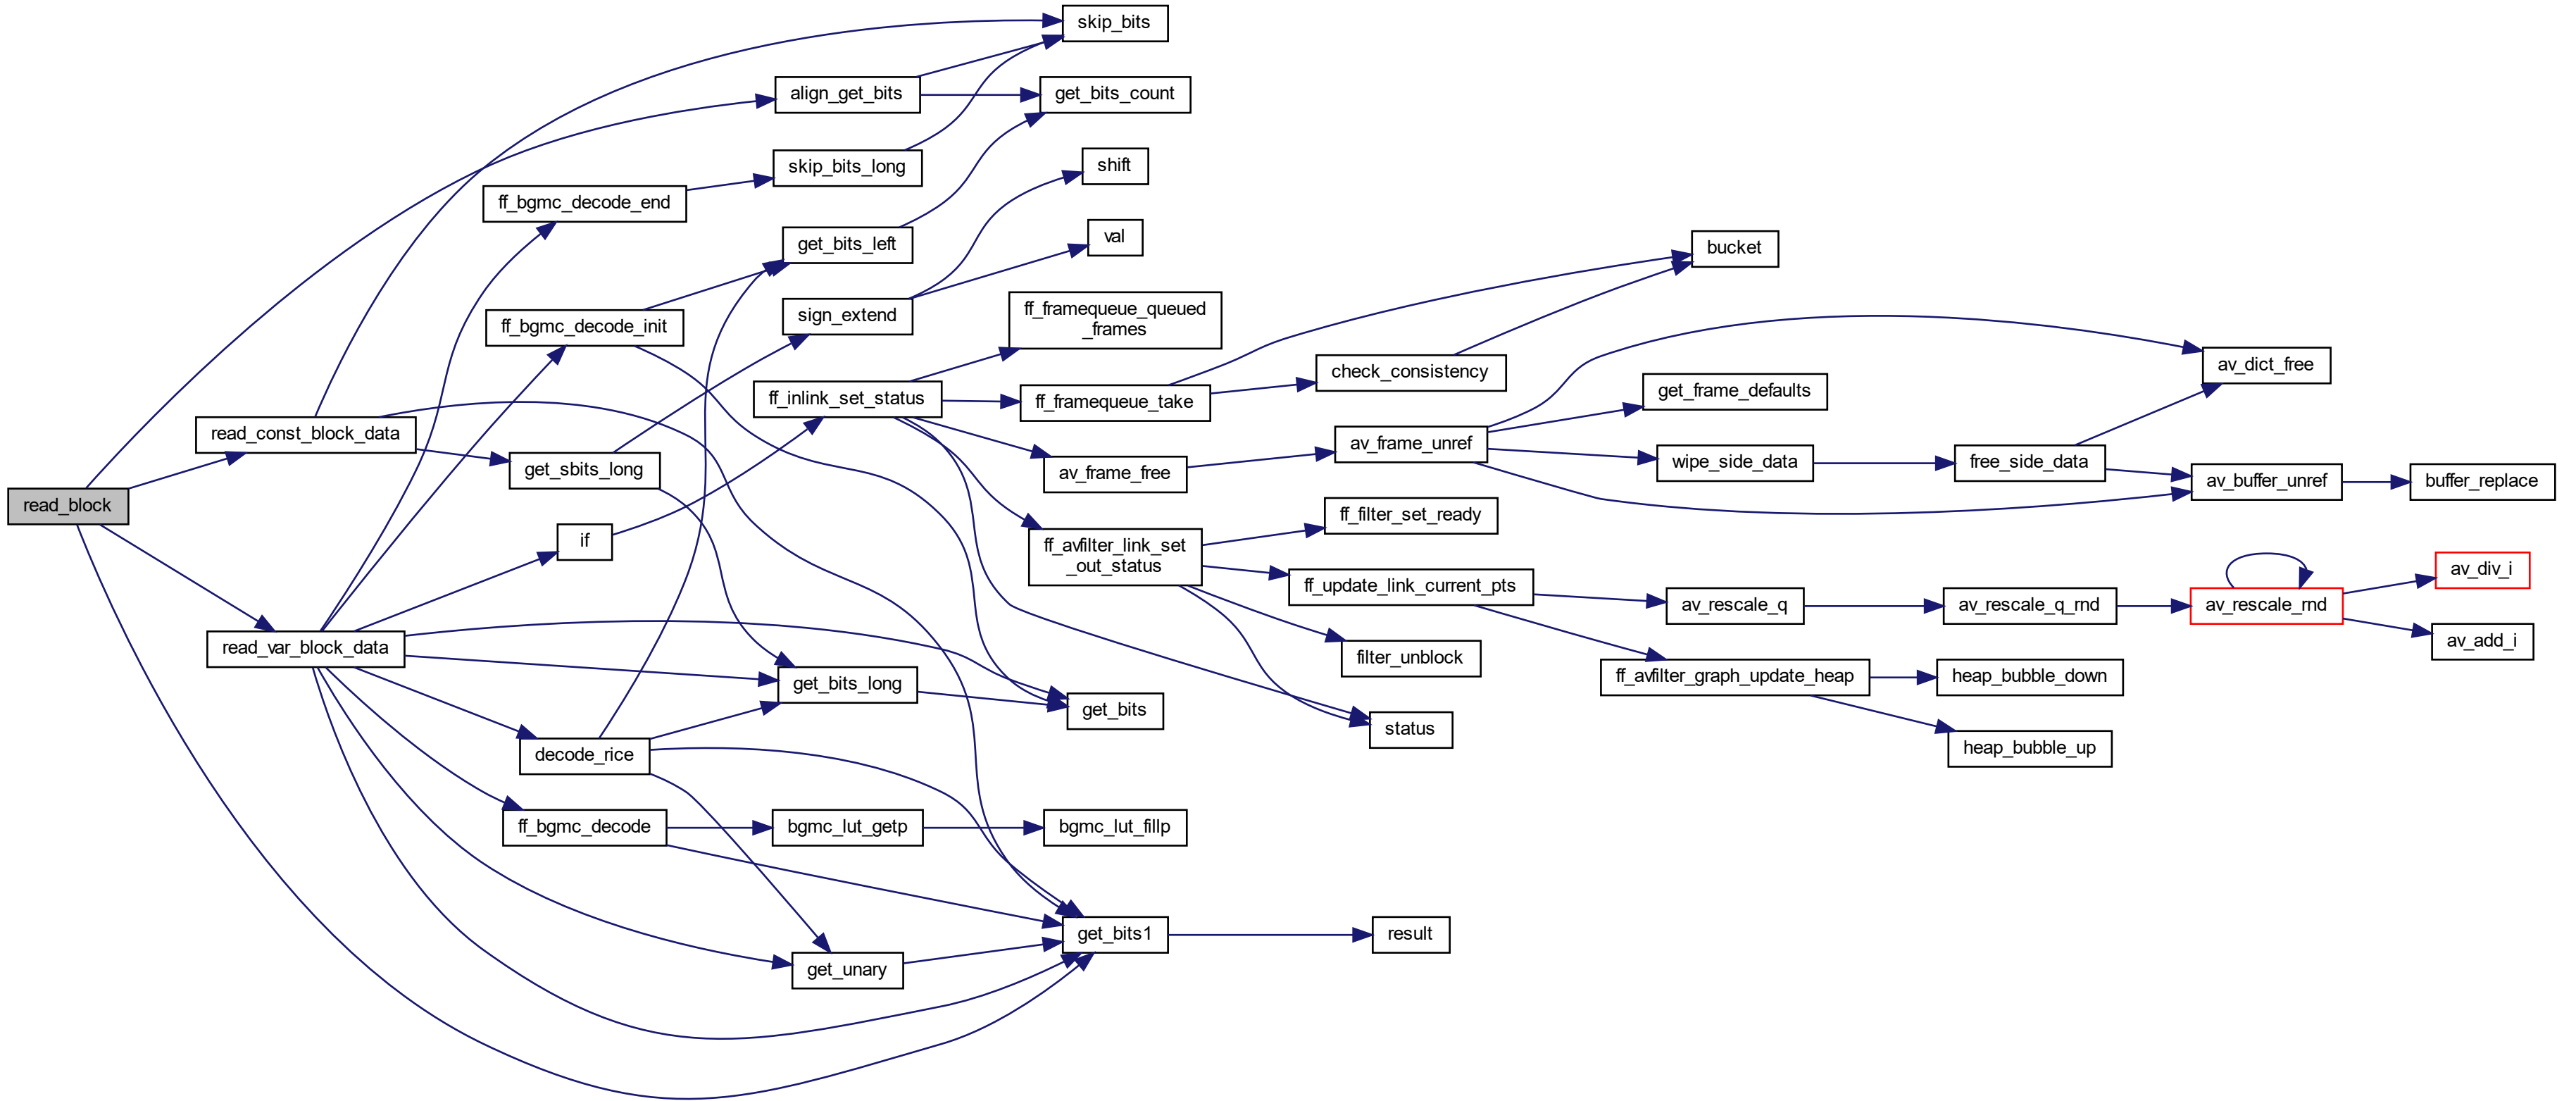 skip_bits
align_get_bits
get_bits_count
skip_bits_long
shift
ff_bgmc_decode_end
val
get_bits_left
bucket
sign_extend
ff_framequeue_queued
_frames
ff_bgmc_decode_init
av_dict_free
check_consistency
get_frame_defaults
ff_inlink_set_status
ff_framequeue_take
read_const_block_data
av_frame_unref
get_sbits_long
av_frame_free
wipe_side_data
free_side_data
av_buffer_unref
buffer_replace
read_block
ff_filter_set_ready
if
ff_avfilter_link_set
_out_status
ff_update_link_current_pts
av_rescale_q
av_rescale_q_rnd
av_rescale_rnd
av_div_i
av_add_i
read_var_block_data
filter_unblock
get_bits_long
ff_avfilter_graph_update_heap
heap_bubble_down
get_bits
status
heap_bubble_up
decode_rice
ff_bgmc_decode
bgmc_lut_getp
bgmc_lut_fillp
get_bits1
result
get_unary